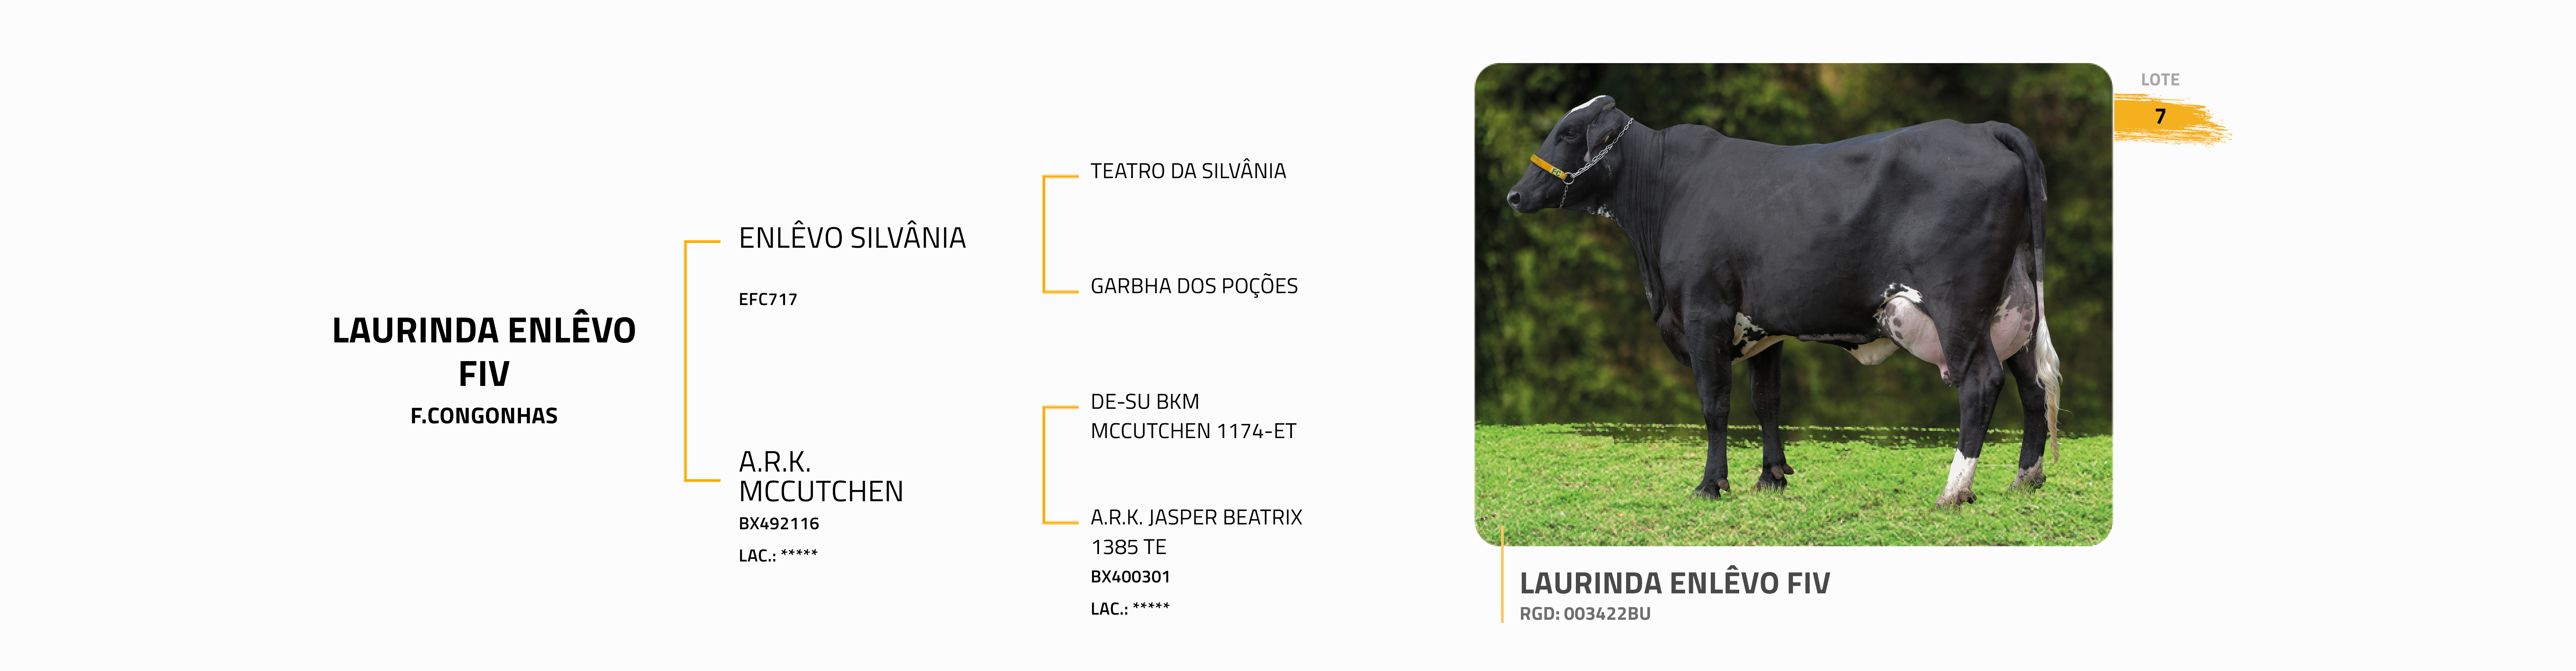 LAURINDA ENLÊVO
FIV
F.CONGONHAS
ENLÊVO SILVÂNIA
EFC717
A.R.K.
MCCUTCHEN
BX492116
LAC.: *****
TEATRO DA SILVÂNIA
GARBHA DOS POÇÕES
DE-SU BKM
MCCUTCHEN 1174-ET
A.R.K. JASPER BEATRIX
1385 TE
BX400301
LAC.: *****
LOTE
7
LAURINDA ENLÊVO FIV
RGD: 003422BU